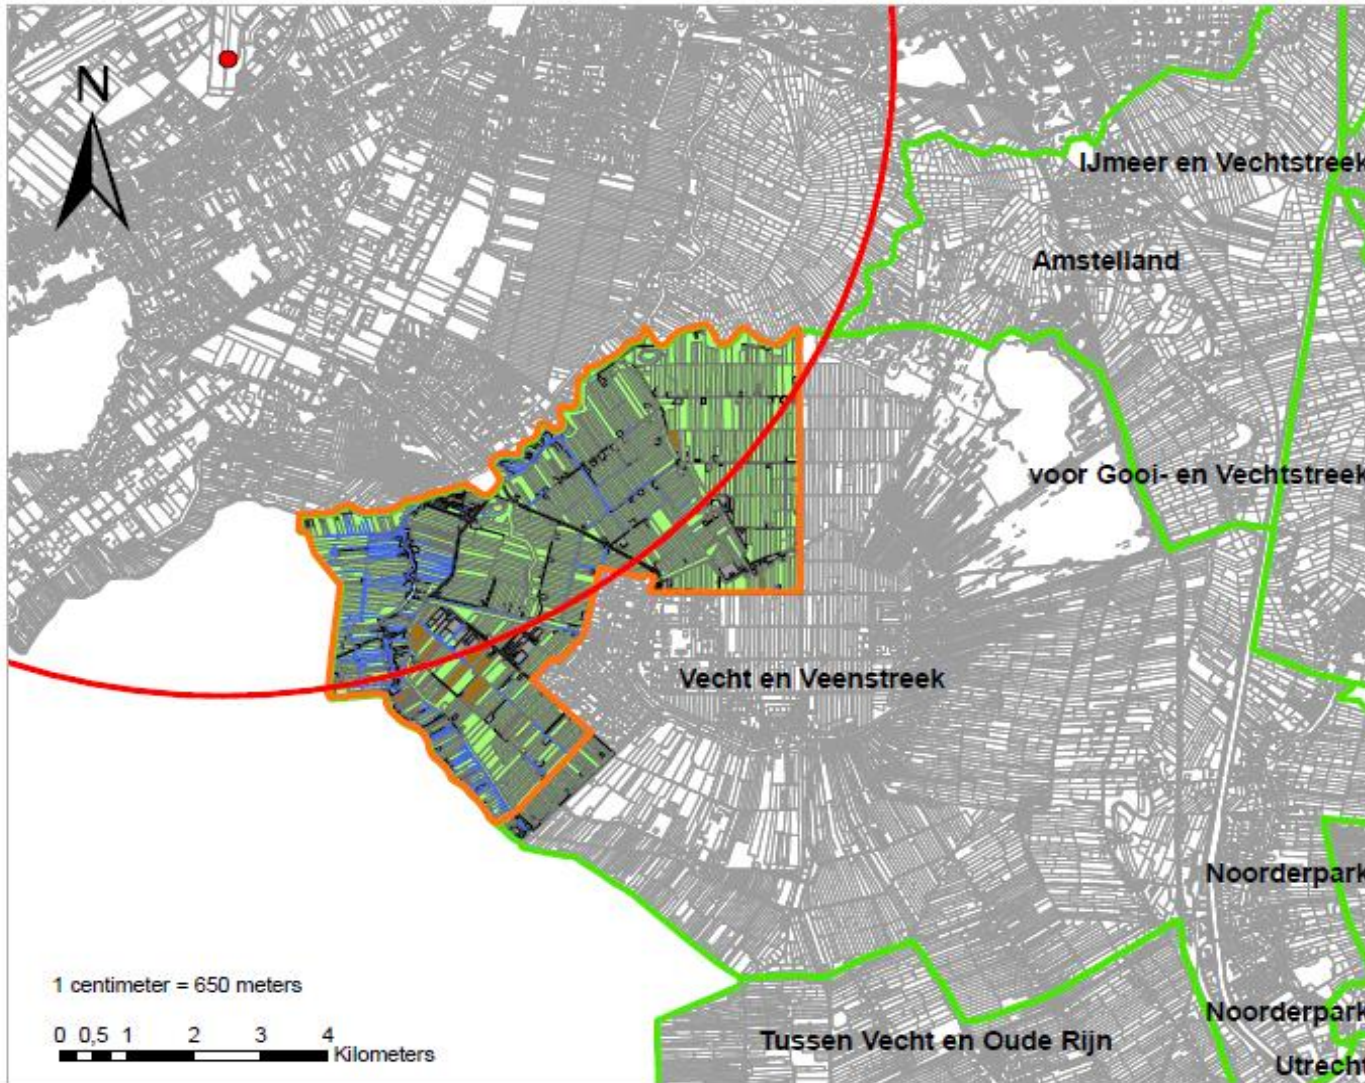 N
IJmeer en Vechtstreek
Amstelland
voor Gooi- en Vechtstreek
Vecht en Veenstreek
Noorderpark
1 centimeter = 650 meters
Noorderpark
0 0,5 1 2 3 4
Kilometers
Tussen Vecht en Oude Rijn
Utrecht